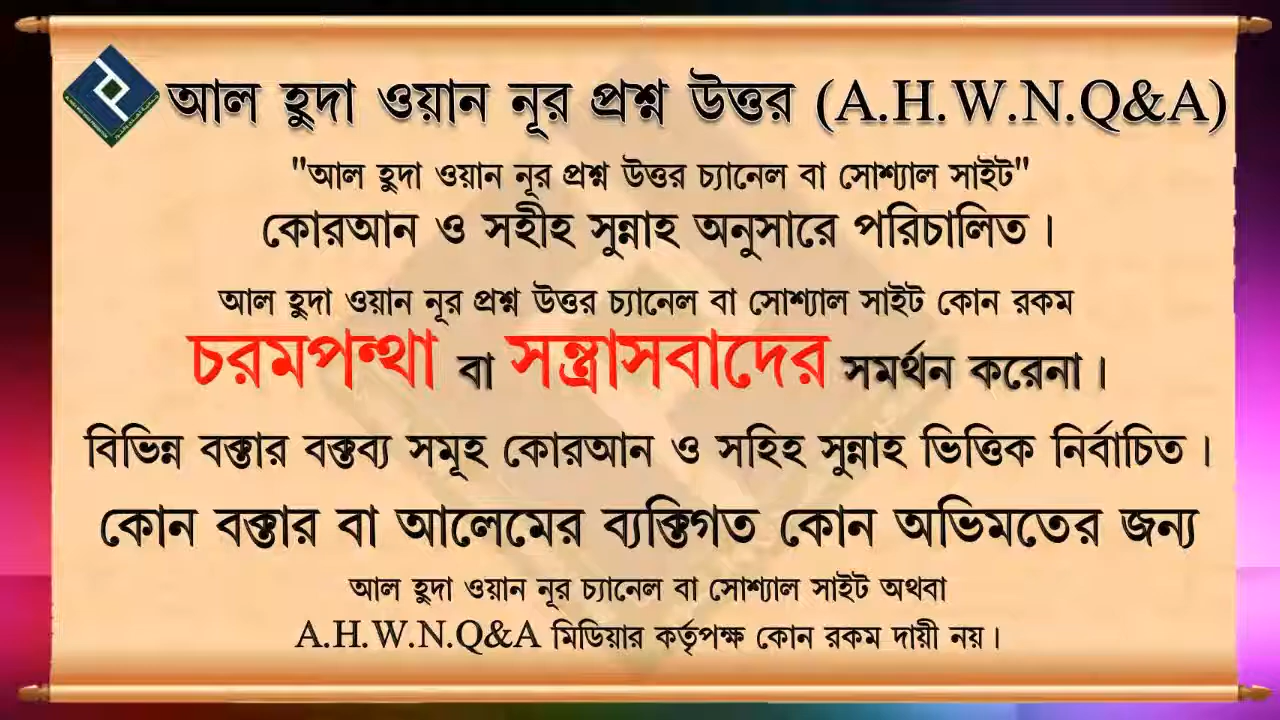 আল হুদা ওয়ান নূর প্রশ্ন উত্তর (A.H.W.N.Q&A)
"আল হুদা ওয়ান নূর প্রশ্ন উত্তর চ্যানেল বা সোশ্যাল সাইট"
কোরআন ও সহীহ সুন্নাহ অনুসারে পরিচালিত ।
আল হুদা ওয়ান নূর প্রশ্ন উত্তর চ্যানেল বা সোশ্যাল সাইট কোন রকম
চরমপন্থা বা সন্ত্রাসবাদের সমর্থন করেনা ।
বিভিন্ন বক্তার বক্তব্য সমূহ কোরআন ও সহিহ সুন্নাহ ভিত্তিক নির্বাচিত ।
কোন বক্তার বা আলেমের ব্যক্তিগত কোন অভিমতের জন্য
আল হুদা ওয়ান নূর চ্যানেল বা সোশ্যাল সাইট অথবা
A.H.W.N.Q&A মিডিয়ার কর্তৃপক্ষ কোন রকম দায়ী নয় ।